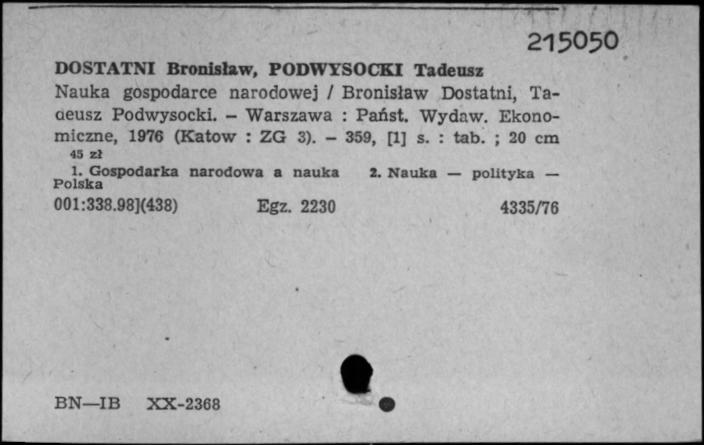 215050
DOSTATNI Bronisław, PODWYSOCKI Tadeusz
Nauka gospodarce narodowej / Bronisław Dostatni, Ta-
deusz Podwysocki. – Warszawa : Państ. Wydaw. Ekono-
miczne, 1976 (Katow : ZG 3). – 359, [1] s. : tab. ; 20 cm
45 zł
1. Gospodarka narodowa a nauka 2. Nauka — polityka —
Polska
001:338.98](438) Egz. 2230 4335/76
BN—IB XX-2368